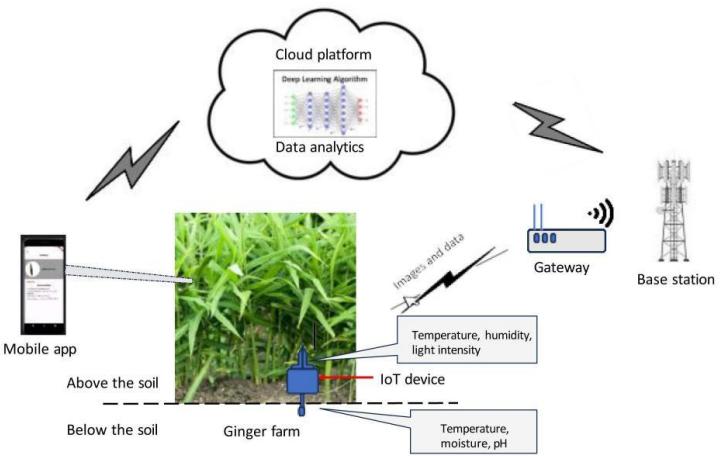 Cloud platform
Deep Learning Algorithm
Data analytics
Images and data
Gateway
Base station
Mobile app
Temperature, humidity,
light intensity
Above the soil
IoT device
Below the soil
Ginger farm
Temperature,
moisture, pH